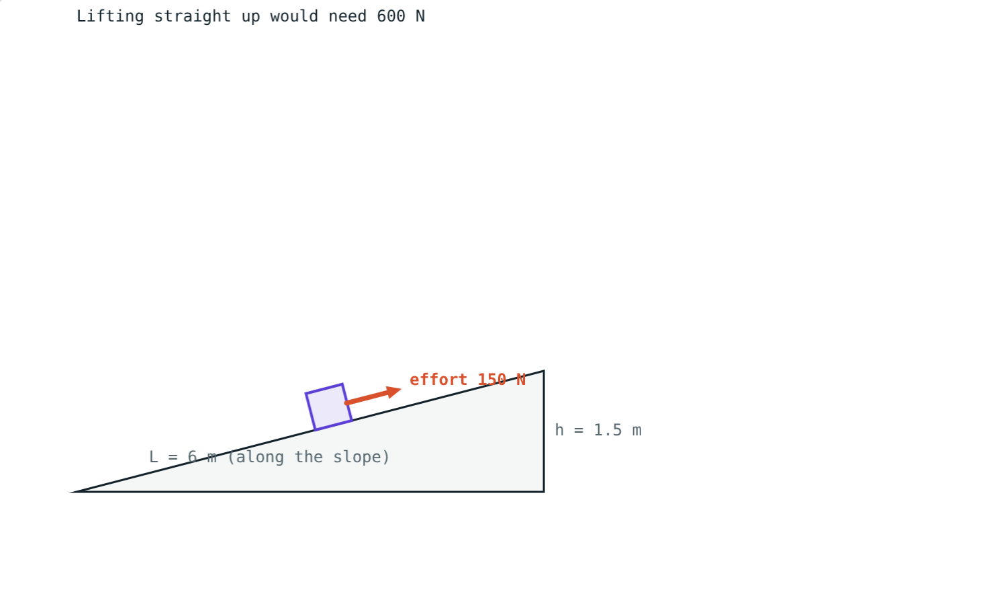 Lifting straight up would need 600 N
effort 150 N
h = 1.5 m
L = 6 m (along the slope)